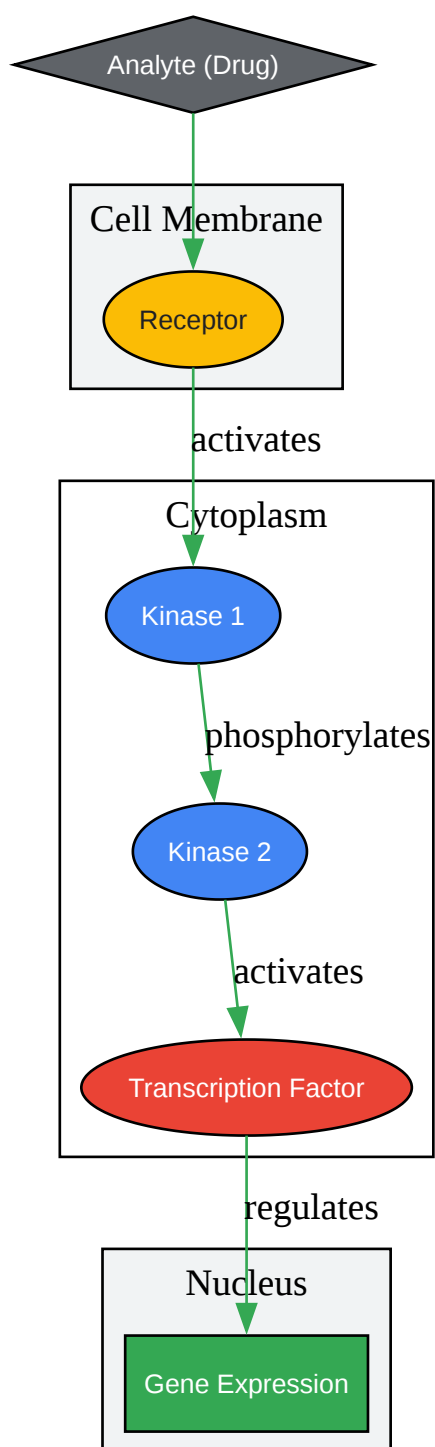 Analyte (Drug)
Cell Membrane
Receptor
activates
Cytoplasm
Kinase 1
phosphorylates
Kinase 2
activates
Transcription Factor
regulates
Nucleus
Gene Expression